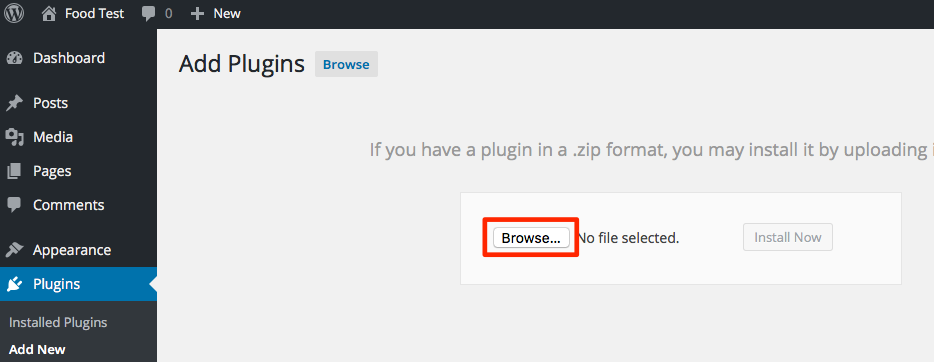 Food Test 0 New
Dashboard
Add Plugins Browse
Posts
Media
If you have a plugin in a .zip format, you may install it by uploading i
Pages
Comments
Browse... No file selected. Install Now
Appearance
Plugins
Installed Plugins
Add New